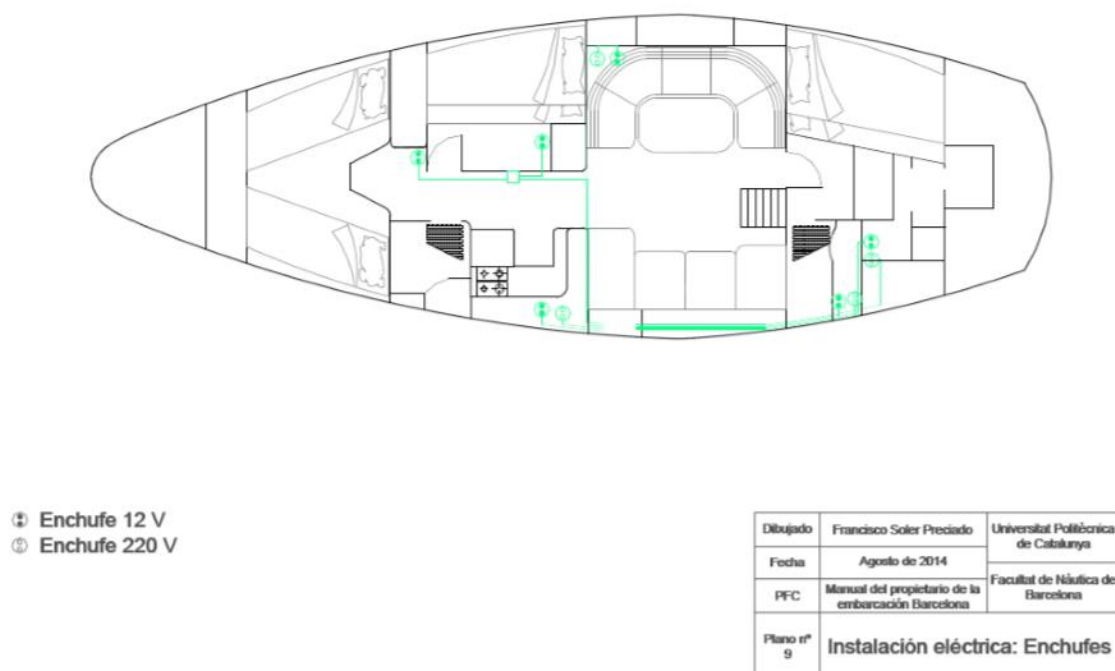 Enchufe 12 V
Enchufe 220 V
Dibujado
Francisco Soler Preciado
Universitat Politècnica
de Catalunya
Fecha
Agosto de 2014
Facultat de Nàutica de
Barcelona
PFC
Manual del propietario de la
embarcación Barcelona
Plano nº
9
Instalación eléctrica: Enchufes